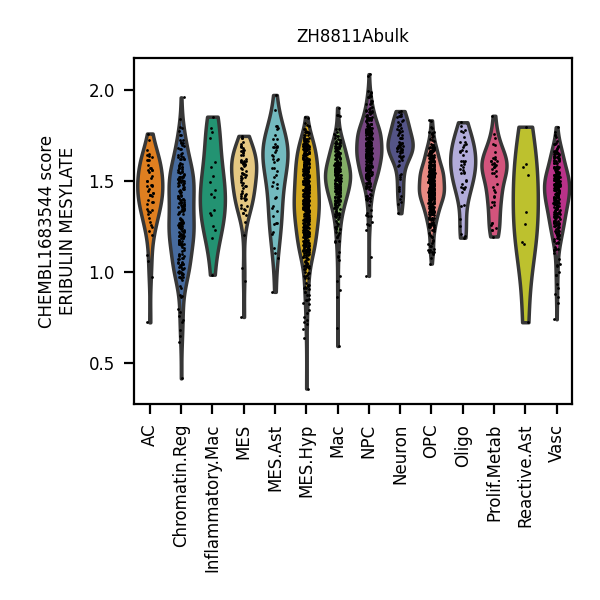 ZH8811Abulk
CHEMBL1683544 score
ERIBULIN MESYLATE
2.0
1.5
1.0
0.5
AC
Chromatin.Reg
Inflammatory.Mac
MES
MES.Ast
MES.Hyp
Mac
NPC
Neuron
OPC
Oligo
Prolif.Metab
Reactive.Ast
Vasc